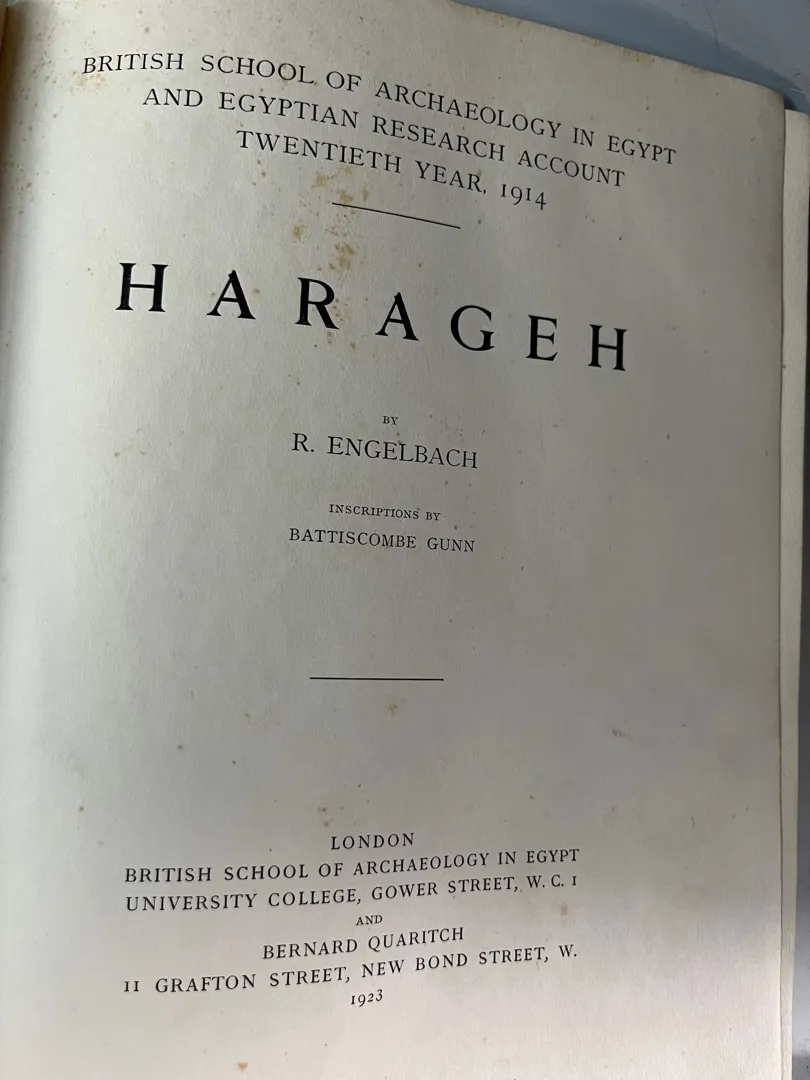 BRITISH SCHOOL OF ARCHAEOLOGY IN EGYPT
AND EGYPTIAN RESEARCH ACCOUNT
TWENTIETH YEAR, 1914
HARAGEH
BY
R. ENGELBACH
INSCRIPTIONS BY
BATTISCOMBE GUNN
LONDON
BRITISH SCHOOL OF ARCHAEOLOGY IN EGYPT
UNIVERSITY COLLEGE, GOWER STREET, W. C. 1
AND
BERNARD QUARITCH
11 GRAFTON STREET, NEW BOND STREET, W.
1923